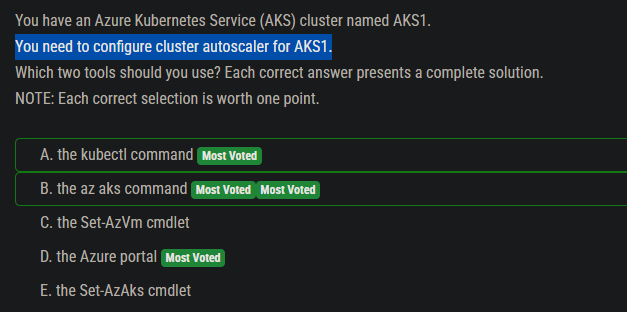 You have an Azure Kubernetes Service (AKS) cluster named AKS1.
You need to configure cluster autoscaler for AKS1.
Which two tools should you use? Each correct answer presents a complete solution.
NOTE: Each correct selection is worth one point.
A. the kubectl command Most Voted
B. the az aks command Most Voted Most Voted
C. the Set-AzVm cmdlet
D. the Azure portal Most Voted
E. the Set-AzAks cmdlet